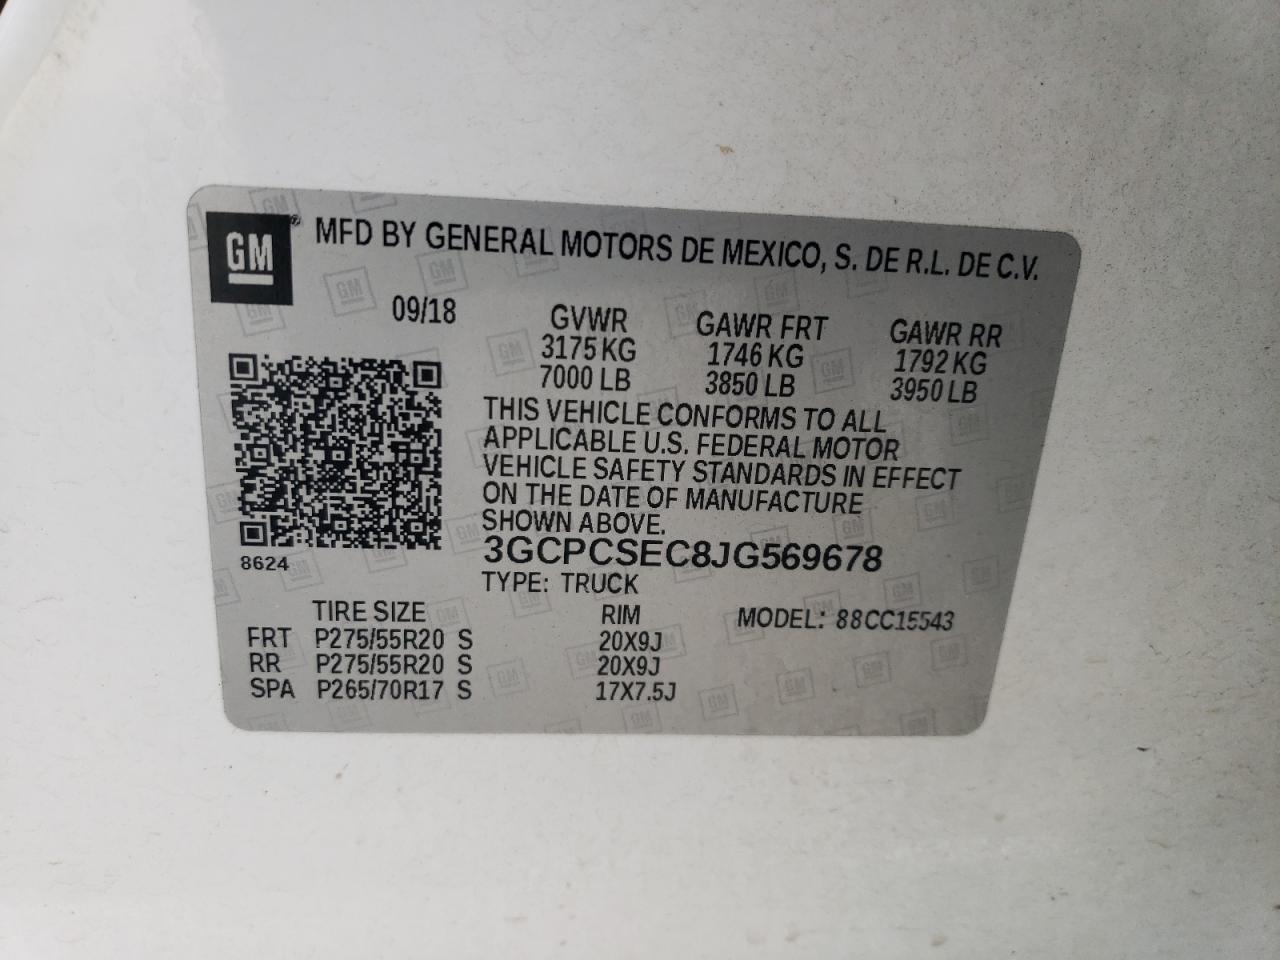 GM® MFD BY GENERAL MOTORS DE MEXICO, S. DE R.L. DE C.V.
09/18 GVWR GAWR FRT GAWR RR
3175 KG 1746 KG 1792 KG
7000 LB 3850 LB 3950 LB
THIS VEHICLE CONFORMS TO ALL
APPLICABLE U.S. FEDERAL MOTOR
VEHICLE SAFETY STANDARDS IN EFFECT
ON THE DATE OF MANUFACTURE
SHOWN ABOVE.
8624 3GCPCSEC8JG569678
TYPE: TRUCK
TIRE SIZE RIM MODEL: 88CC15543
FRT P275/55R20 S 20X9J
RR P275/55R20 S 20X9J
SPA P265/70R17 S 17X7.5J